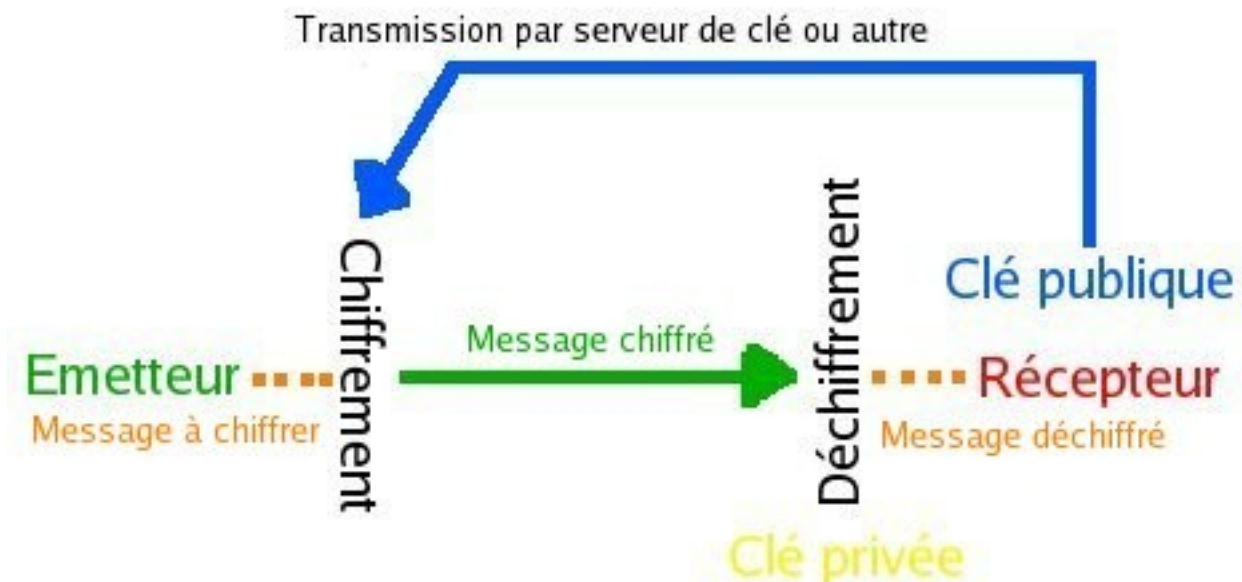 Transmission par serveur de clé ou autre
Chiffrement
Déchiffrement
Clé publique
Message chiffré
Emetteur
Récepteur
Message à chiffrer
Message déchiffré
Clé privée